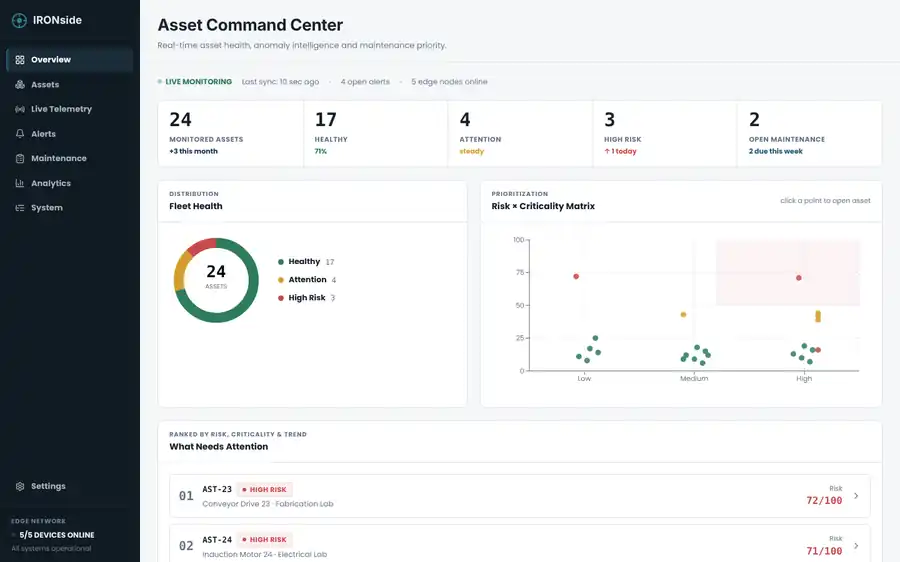 IRONside
Overview
Assets
Live Telemetry
Alerts
Maintenance
Analytics
System
Settings
EDGE NETWORK
5/5 DEVICES ONLINE
All systems operational
Asset Command Center
Real-time asset health, anomaly intelligence and maintenance priority.
LIVE MONITORING Last sync: 10 sec ago · 4 open alerts · 5 edge nodes online
24
MONITORED ASSETS
+3 this month
17
HEALTHY
71%
4
ATTENTION
steady
3
HIGH RISK
↑ 1 today
2
OPEN MAINTENANCE
2 due this week
DISTRIBUTION
Fleet Health
24
ASSETS
Healthy 17
Attention 4
High Risk 3
PRIORITIZATION
Risk × Criticality Matrix
click a point to open asset
100
75
50
25
0
Low Medium High
RANKED BY RISK, CRITICALITY & TREND
What Needs Attention
01 AST-23 HIGH RISK
Conveyor Drive 23 · Fabrication Lab
Risk
72/100
02 AST-24 HIGH RISK
Induction Motor 24 · Electrical Lab
Risk
71/100